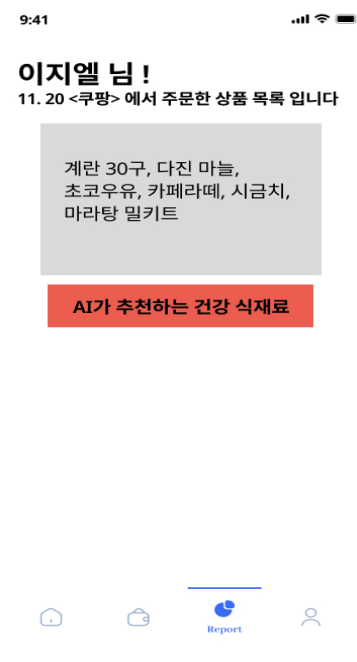 9:41
이지엘 님 !
11. 20 <쿠팡> 에서 주문한 상품 목록 입니다
계란 30구, 다진 마늘,
초코우유, 카페라떼, 시금치,
마라탕 밀키트
AI가 추천하는 건강 식재료
Report